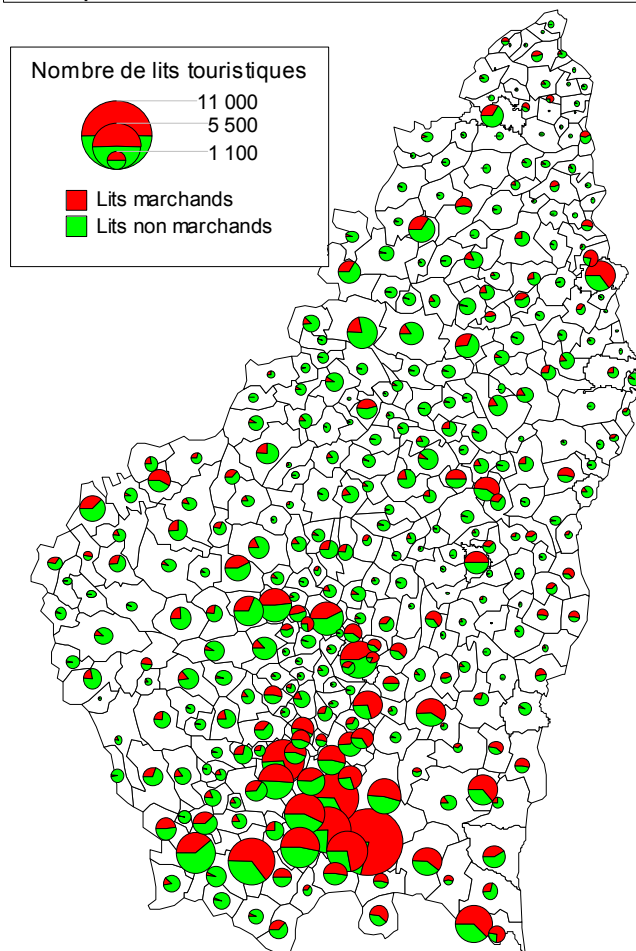 Nombre de lits touristiques
11 000
5 500
1 100
Lits marchands
Lits non marchands